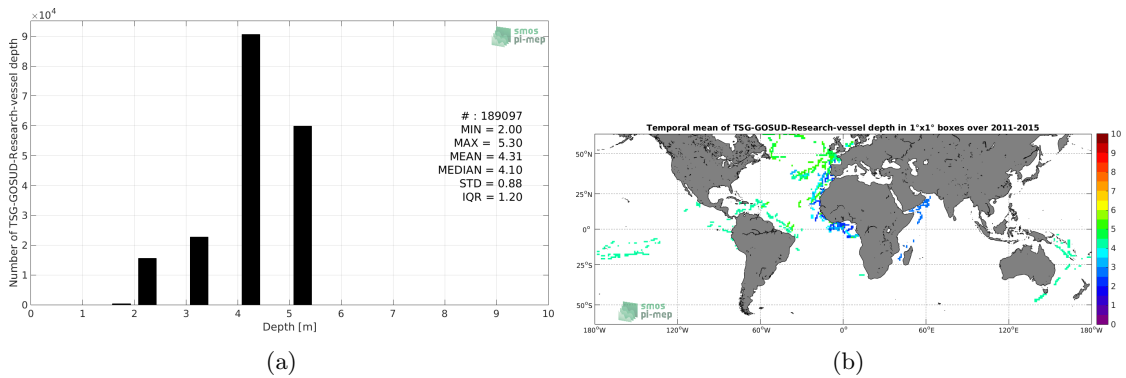 ×10⁴
9
8
7
6
5
4
3
2
1
0
Number of TSG-GOSUD-Research-vessel depth
smos
pi-mep
# : 189097
MIN = 2.00
MAX = 5.30
MEAN = 4.31
MEDIAN = 4.10
STD = 0.88
IQR = 1.20
0 1 2 3 4 5 6 7 8 9 10
Depth [m]
(a)
Temporal mean of TSG-GOSUD-Research-vessel depth in 1°x1° boxes over 2011-2015
50°N
25°N
0°
25°S
50°S
180°W 120°W 60°W 0° 60°E 120°E 180°E
smos
pi-mep
10
9
8
7
6
5
4
3
2
1
0
(b)